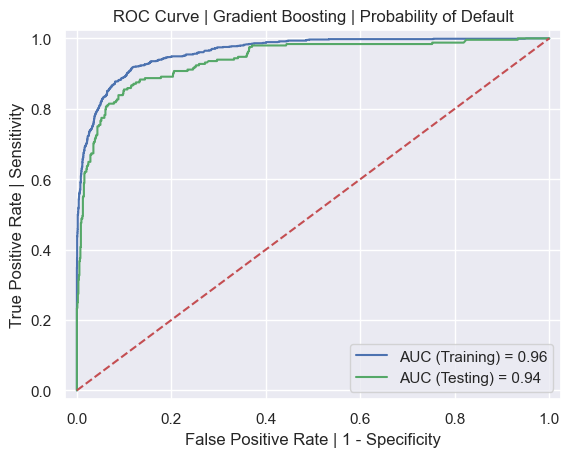 ROC Curve | Gradient Boosting | Probability of Default
True Positive Rate | Sensitivity
1.0
0.8
0.6
0.4
0.2
0.0
AUC (Training) = 0.96
AUC (Testing) = 0.94
0.0 0.2 0.4 0.6 0.8 1.0
False Positive Rate | 1 - Specificity